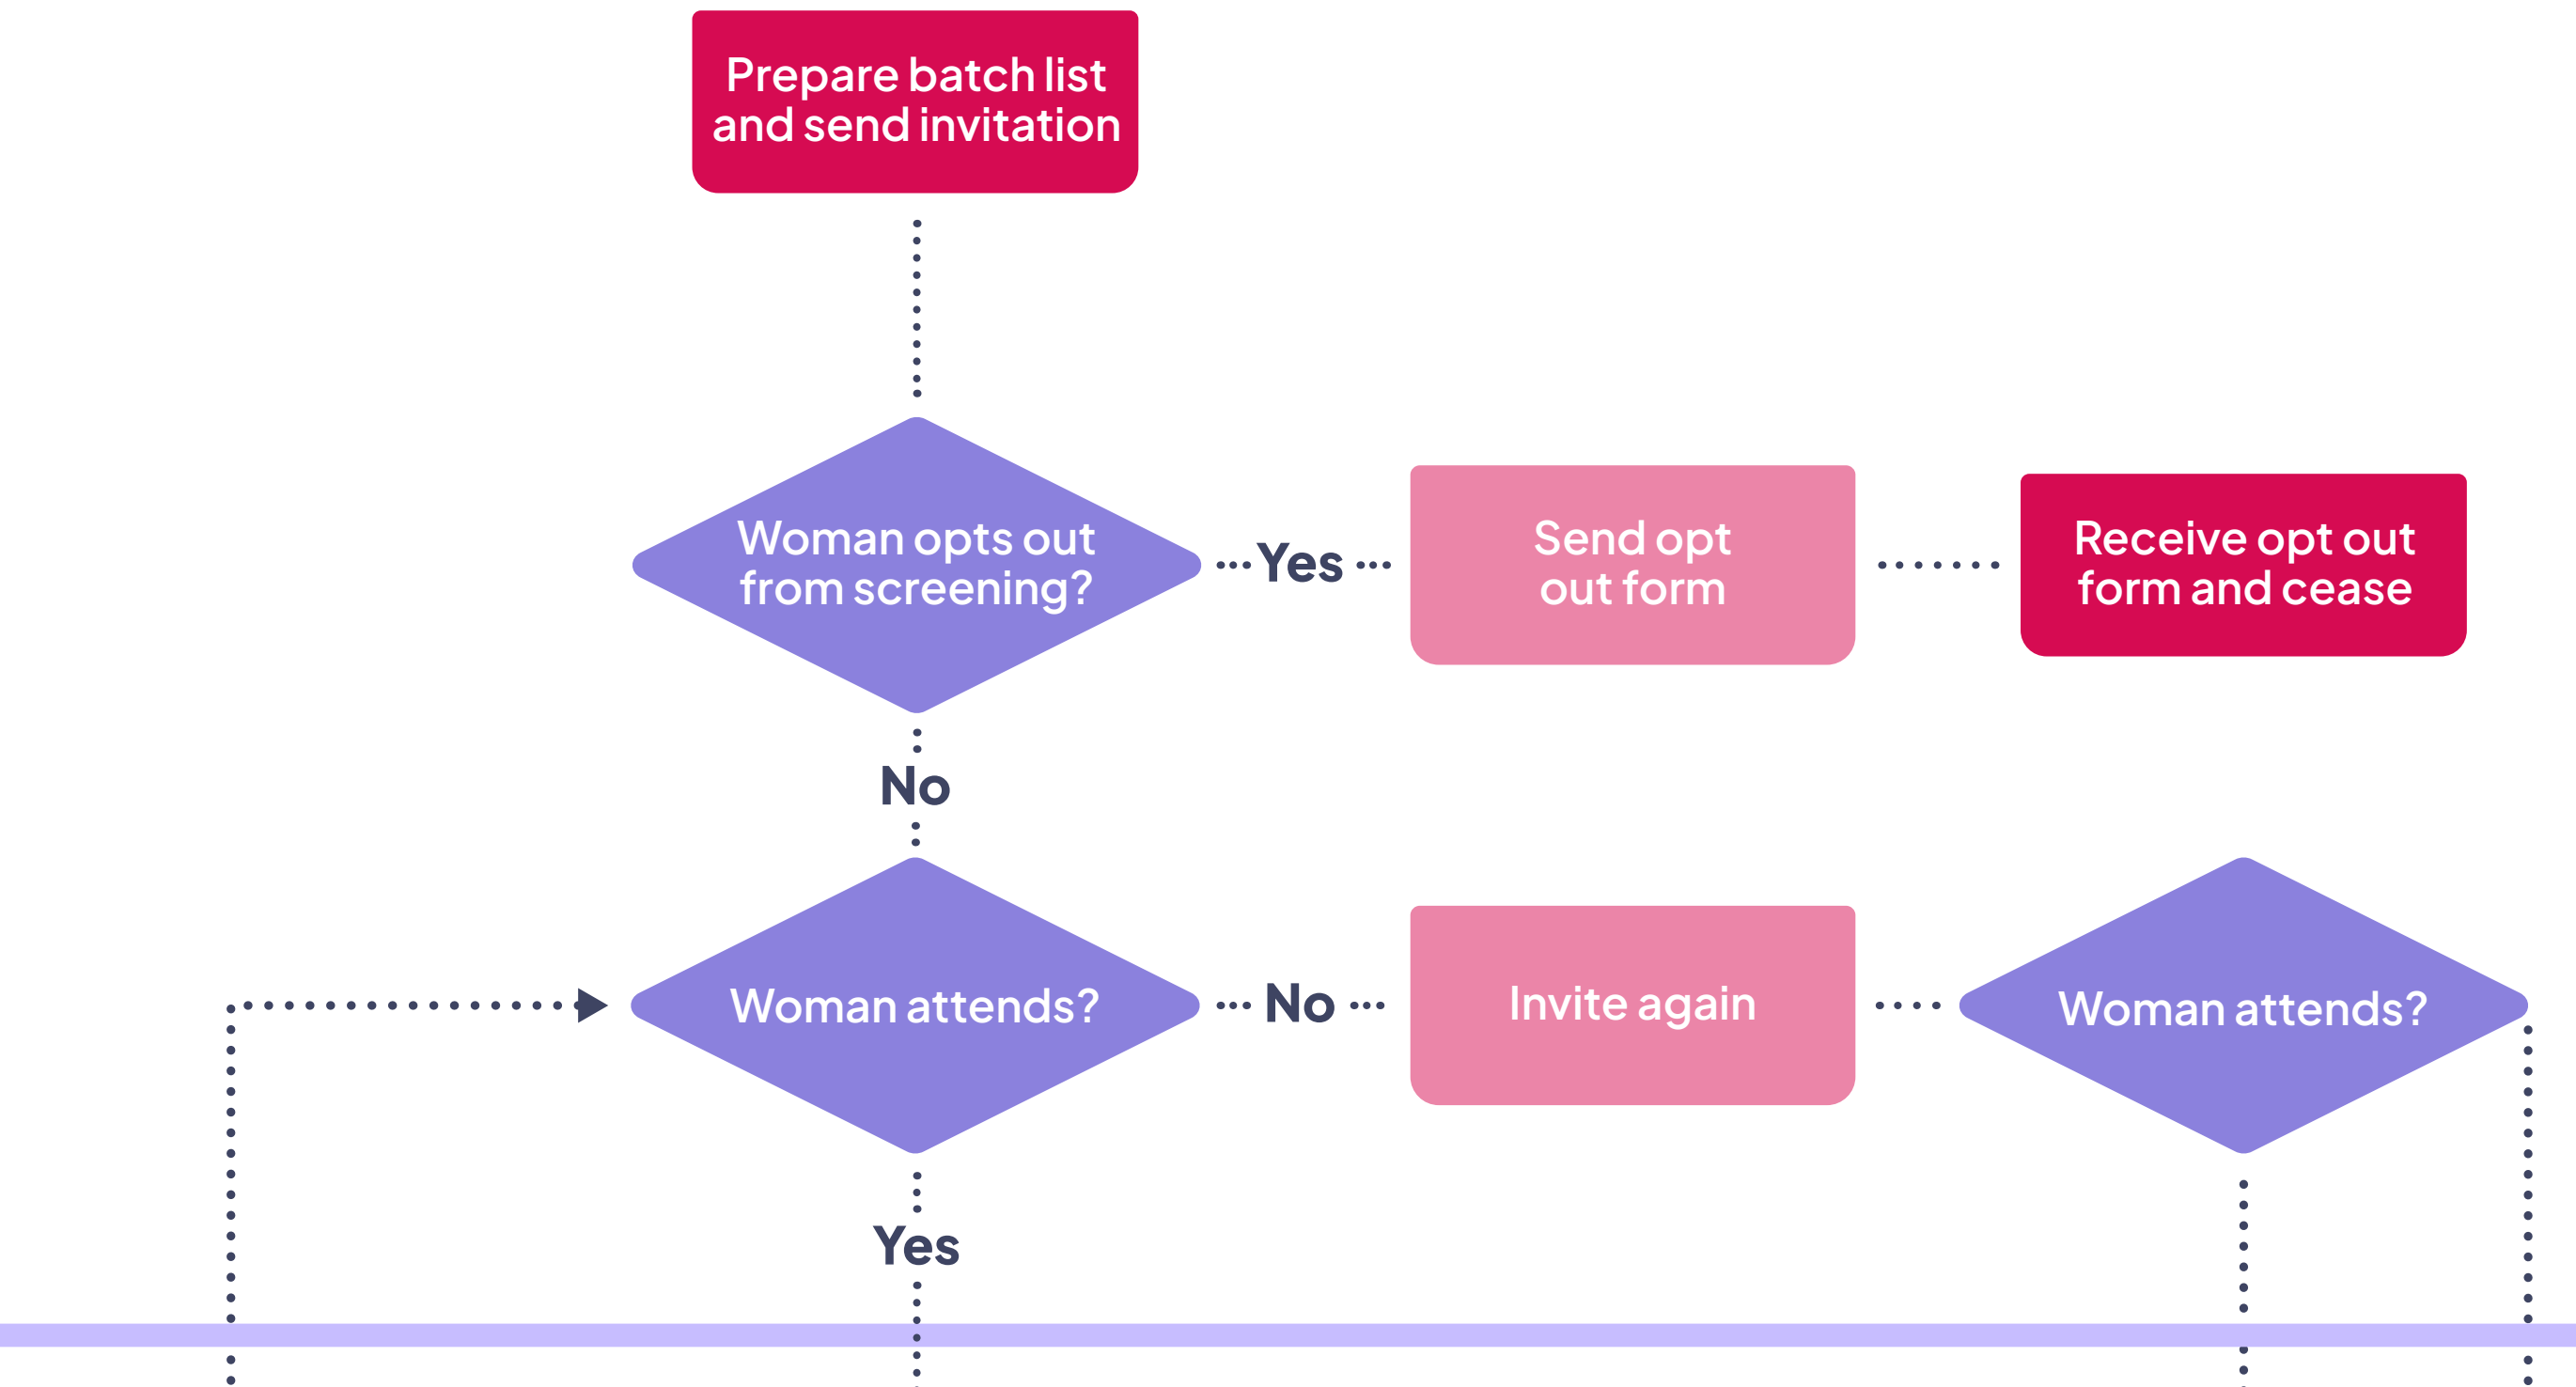 Prepare batch list
and send invitation
Woman opts out
from screening?
Yes
Send opt
out form
Receive opt out
form and cease
No
Woman attends?
No
Invite again
Woman attends?
Yes